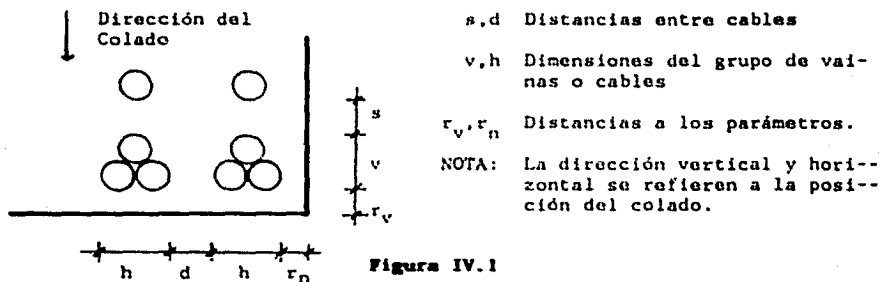 Dirección del
Colado
s,d Distancias entre cables
v,h Dimensiones del grupo de vai-
nas o cables
r_v,r_n Distancias a los parámetros.
NOTA: La dirección vertical y hori--
zontal se refieren a la posi--
ción del colado.
s
v
r_v
h d h r_n
Figura IV.1